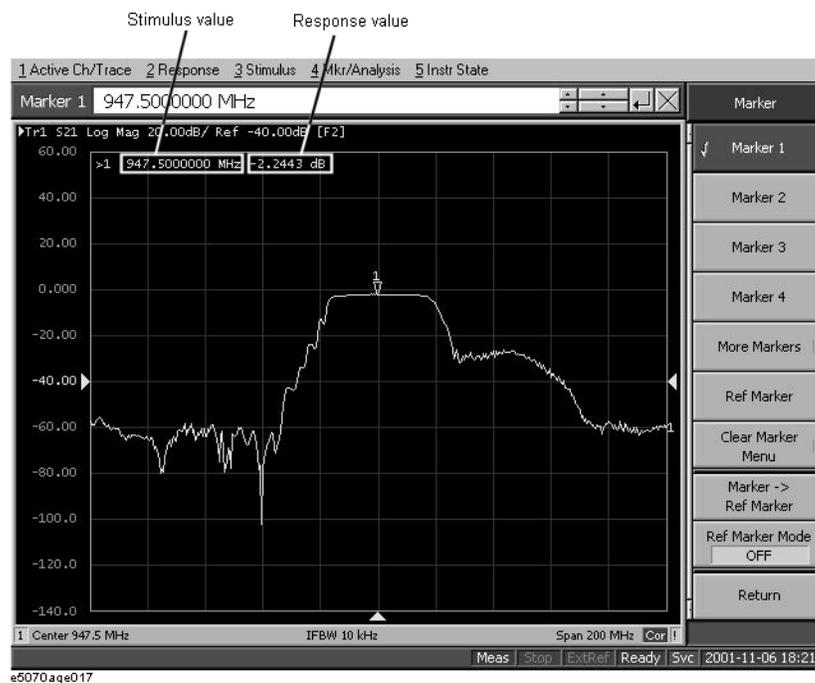 Stimulus value
Response value
1 Active Ch/Trace 2 Response 3 Stimulus 4 Mkr/Analysis 5 Instr State
Marker 1 947.5000000 MHz
Marker
Tr1 S21 Log Mag 20.00dB/ Ref -40.00dB [F2]
>1 947.5000000 MHz -2.2443 dB
60.00
40.00
20.00
0.000
-20.00
-40.00
-60.00
-80.00
-100.0
-120.0
-140.0
1
1
Marker 1
Marker 2
Marker 3
Marker 4
More Markers
Ref Marker
Clear Marker
Menu
Marker ->
Ref Marker
Ref Marker Mode
OFF
Return
1 Center 947.5 MHz IFBW 10 kHz Span 200 MHz Cor !
Meas Stop ExtRef Ready Svc 2001-11-06 18:21
e5070aqe017